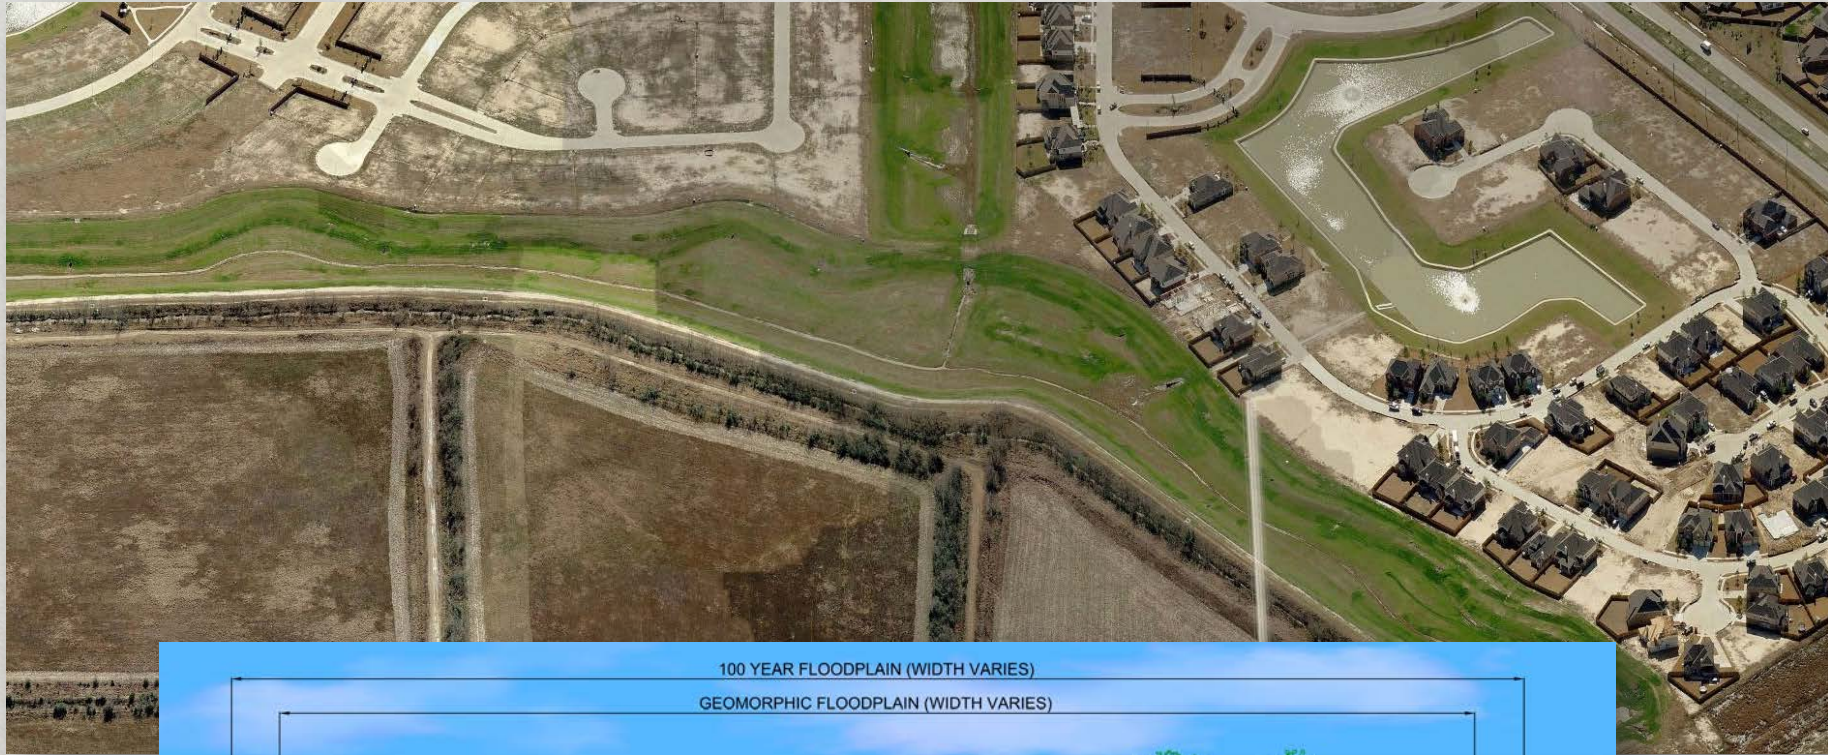 100 YEAR FLOODPLAIN (WIDTH VARIES)
GEOMORPHIC FLOODPLAIN (WIDTH VARIES)